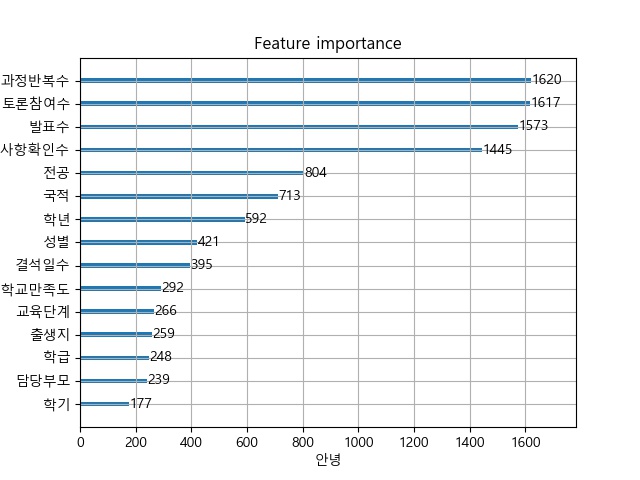 Feature importance
과정반복수 1620
토론참여수 1617
발표수 1573
사항확인수 1445
전공 804
국적 713
학년 592
성별 421
결석일수 395
학교만족도 292
교육단계 266
출생지 259
학급 248
담당부모 239
학기 177
0 200 400 600 800 1000 1200 1400 1600
안녕